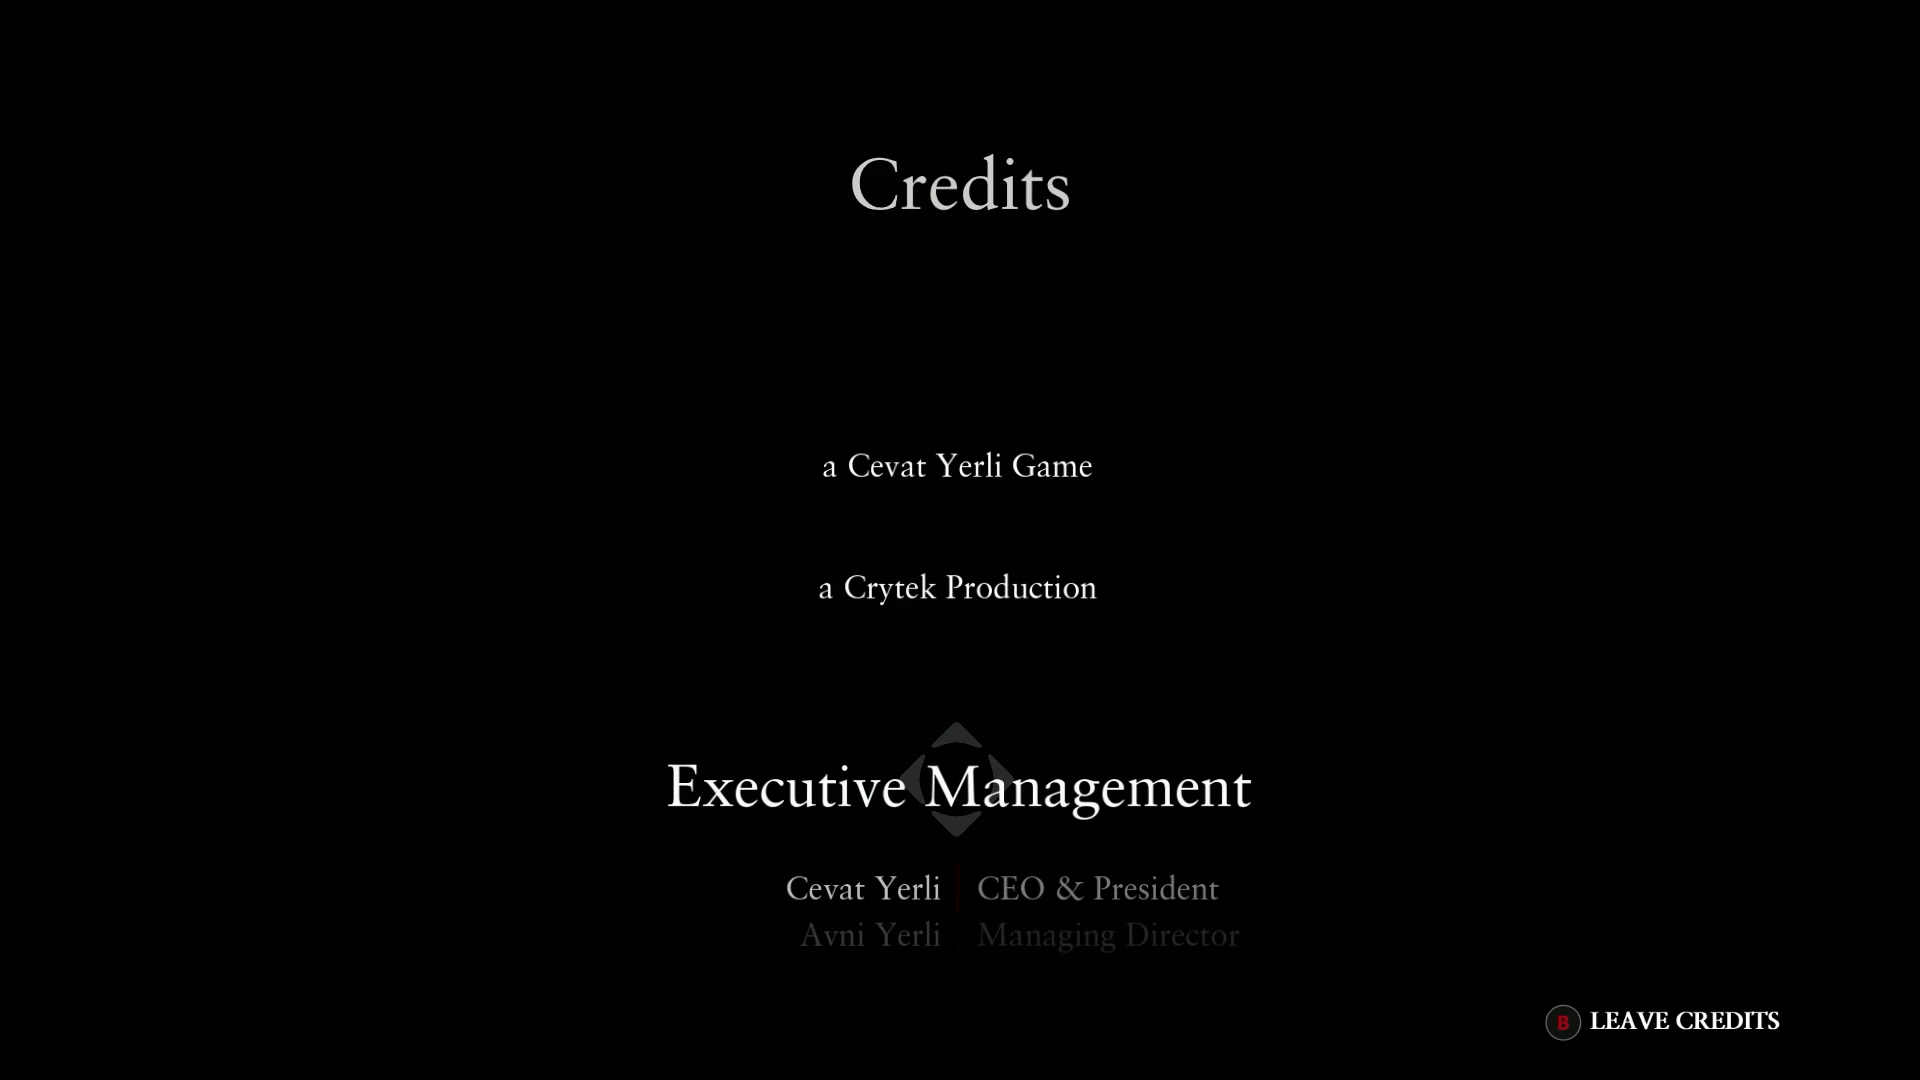 Credits
a Cevat Yerli Game
a Crytek Production
Executive Management
Cevat Yerli CEO & President
Avni Yerli Managing Director
B LEAVE CREDITS